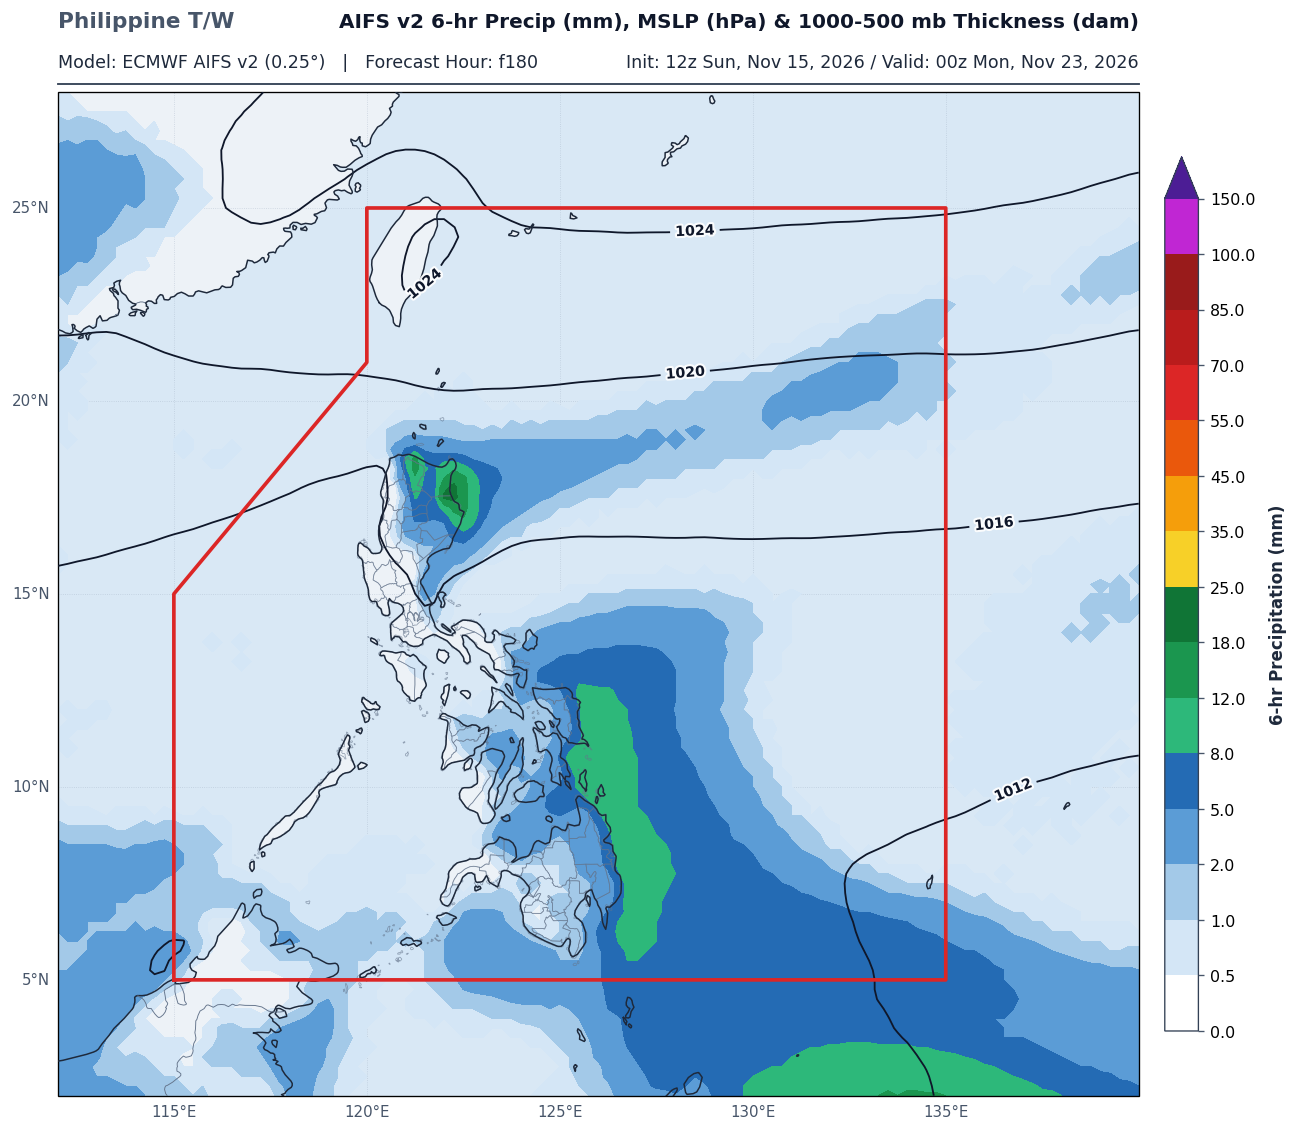 Philippine T/W
AIFS v2 6-hr Precip (mm), MSLP (hPa) & 1000-500 mb Thickness (dam)
Model: ECMWF AIFS v2 (0.25°) | Forecast Hour: f180
Init: 12z Sun, Nov 15, 2026 / Valid: 00z Mon, Nov 23, 2026
25°N
20°N
15°N
10°N
5°N
115°E
120°E
125°E
130°E
135°E
1024
1024
1020
1016
1012
150.0
100.0
85.0
70.0
55.0
45.0
35.0
25.0
18.0
12.0
8.0
5.0
2.0
1.0
0.5
0.0
6-hr Precipitation (mm)